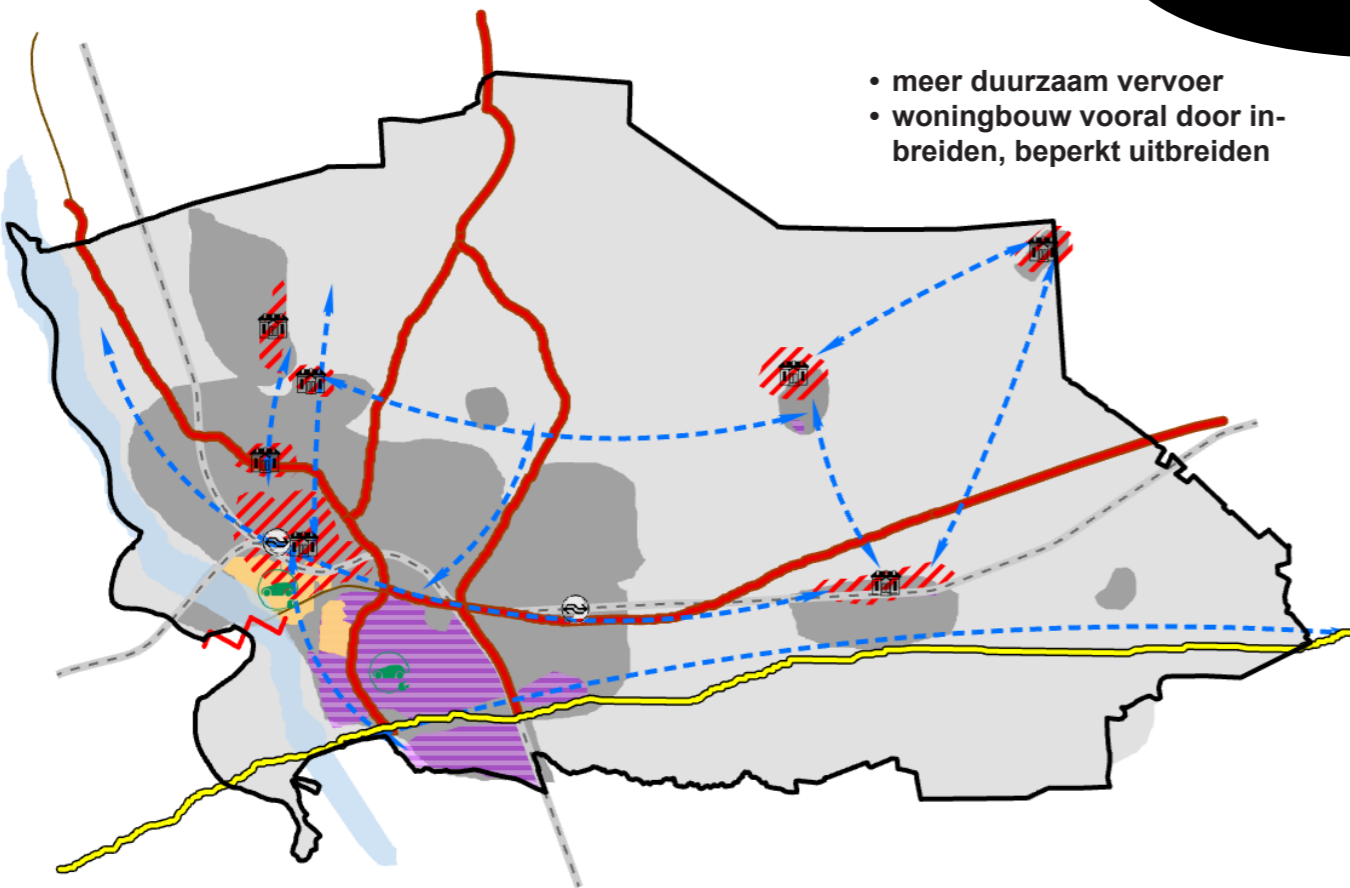 • meer duurzaam vervoer
• woningbouw vooral door in-
breiden, beperkt uitbreiden